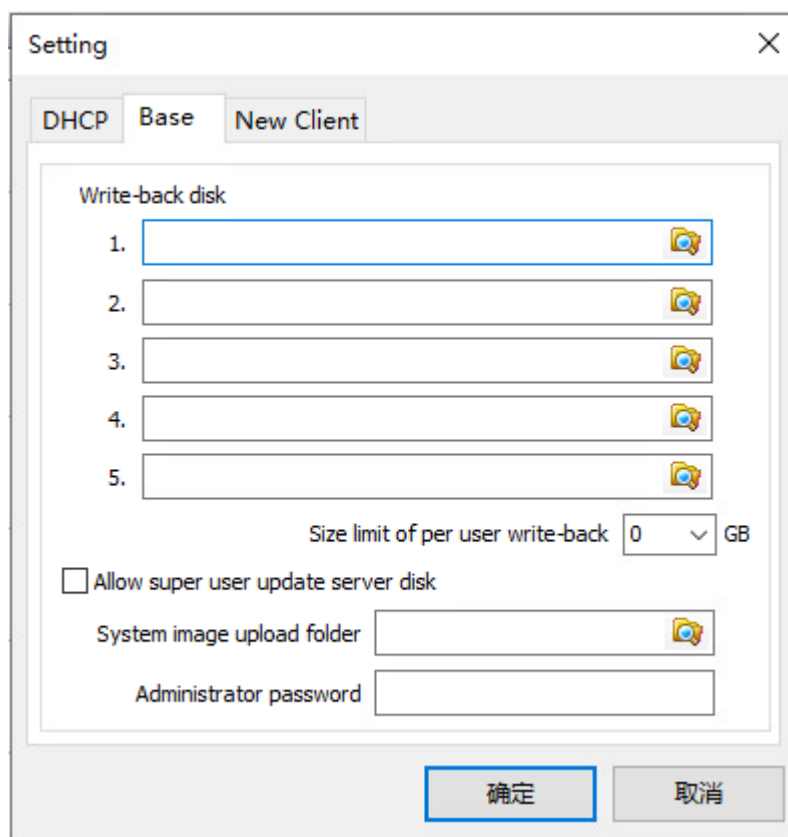 Setting
DHCP Base New Client
Write-back disk
1.
2.
3.
4.
5.
Size limit of per user write-back 0 GB
Allow super user update server disk
System image upload folder
Administrator password
确定 取消